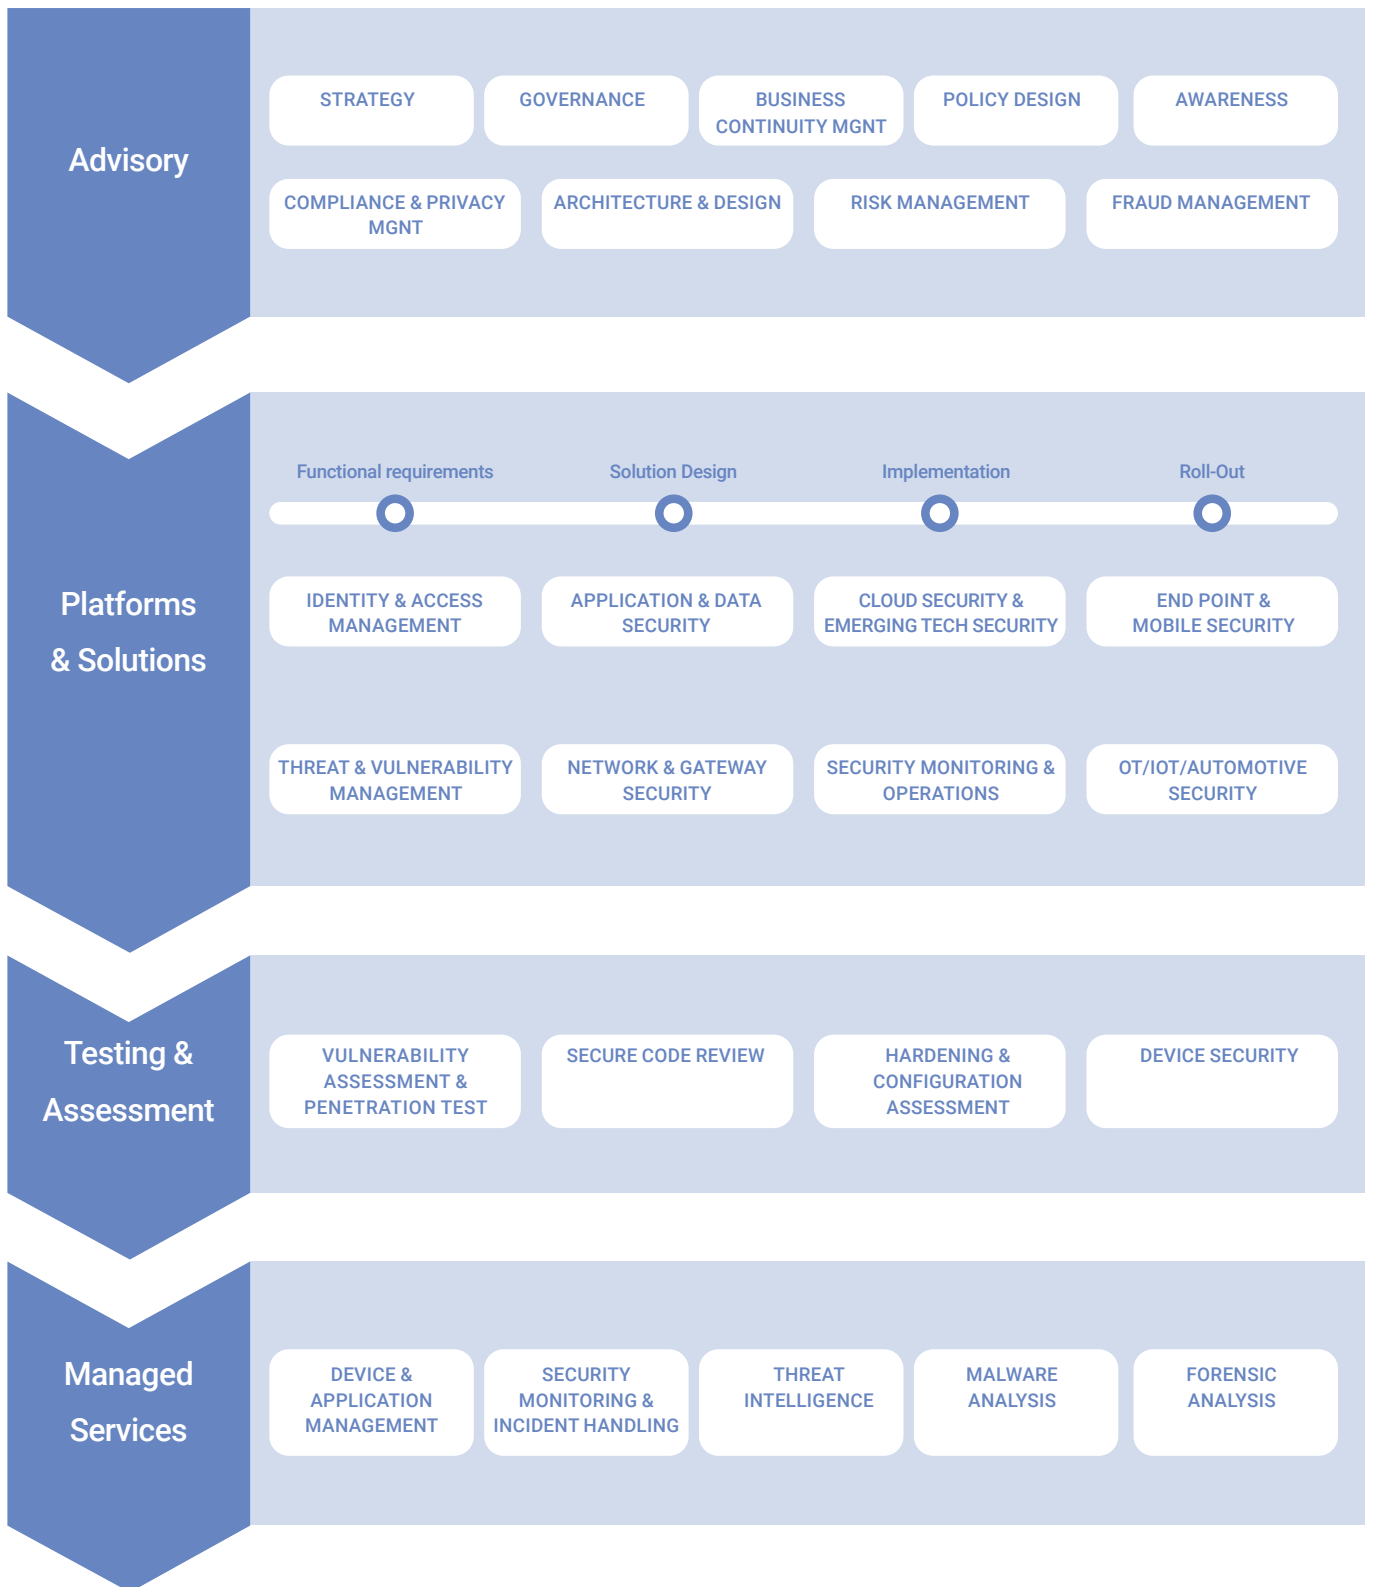 Advisory
STRATEGY
GOVERNANCE
BUSINESS
CONTINUITY MGNT
POLICY DESIGN
AWARENESS
COMPLIANCE & PRIVACY
MGNT
ARCHITECTURE & DESIGN
RISK MANAGEMENT
FRAUD MANAGEMENT
Platforms
& Solutions
Functional requirements
Solution Design
Implementation
Roll-Out
IDENTITY & ACCESS
MANAGEMENT
APPLICATION & DATA
SECURITY
CLOUD SECURITY &
EMERGING TECH SECURITY
END POINT &
MOBILE SECURITY
THREAT & VULNERABILITY
MANAGEMENT
NETWORK & GATEWAY
SECURITY
SECURITY MONITORING &
OPERATIONS
OT/IOT/AUTOMOTIVE
SECURITY
Testing &
Assessment
VULNERABILITY
ASSESSMENT &
PENETRATION TEST
SECURE CODE REVIEW
HARDENING &
CONFIGURATION
ASSESSMENT
DEVICE SECURITY
Managed
Services
DEVICE &
APPLICATION
MANAGEMENT
SECURITY
MONITORING &
INCIDENT HANDLING
THREAT
INTELLIGENCE
MALWARE
ANALYSIS
FORENSIC
ANALYSIS